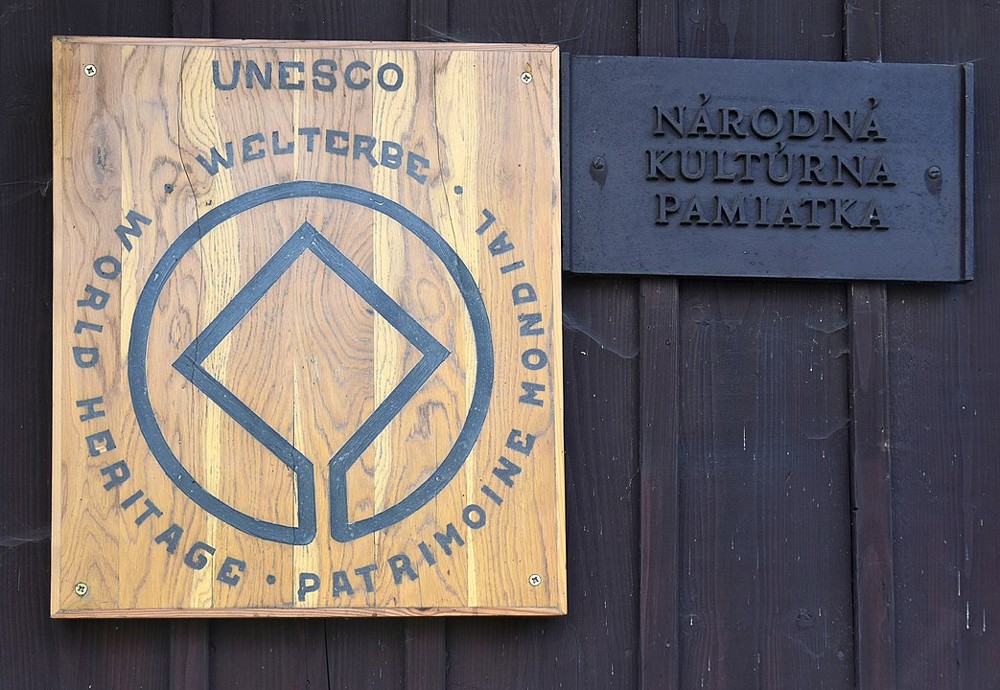 UNESCO
WELTERBE • PATRIMOINE MONDIAL • WORLD HERITAGE
NÁRODNÁ
KULTÚRNA
PAMIATKA